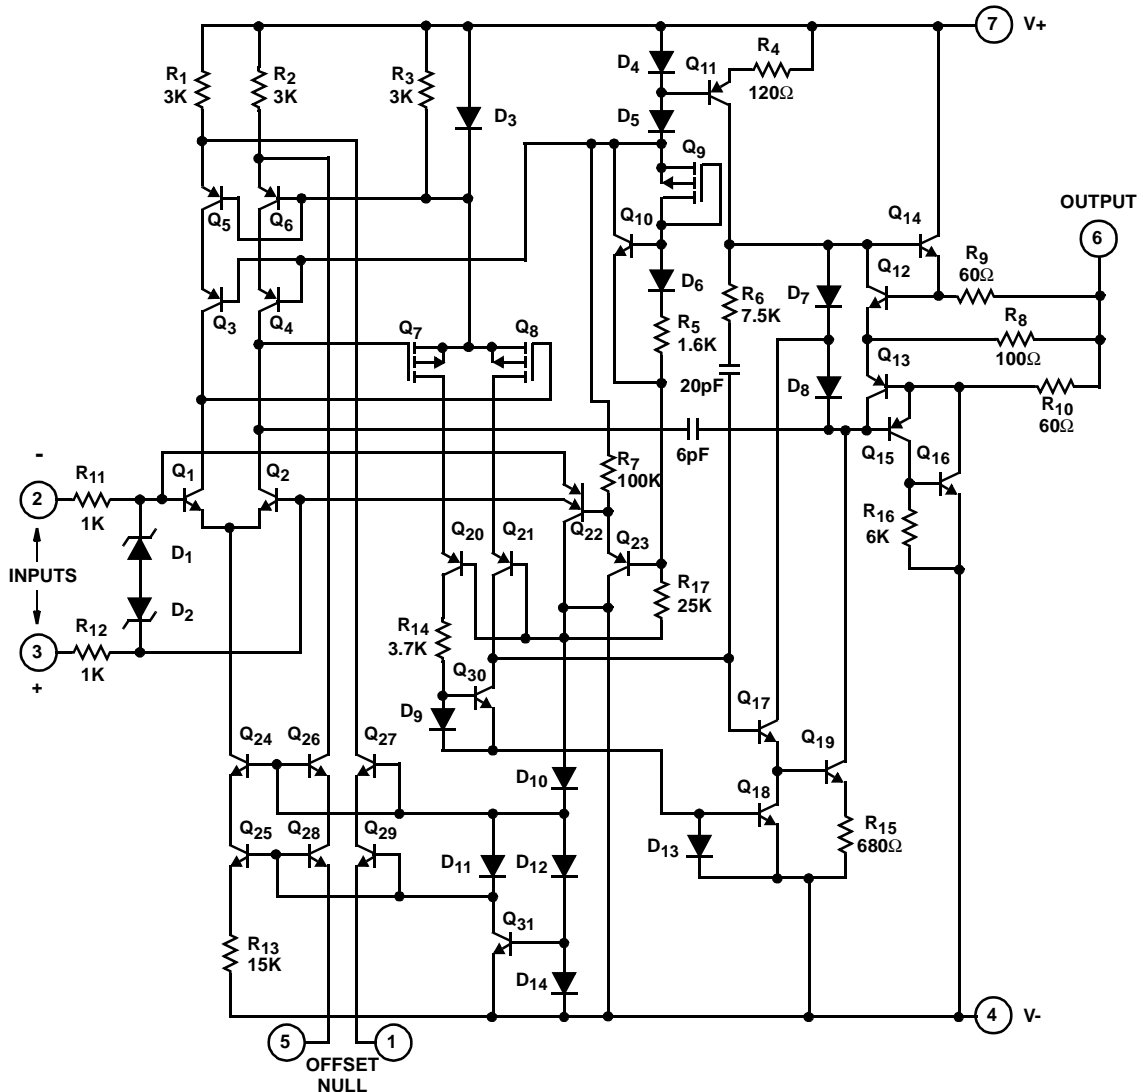 7 V+
R1
3K
R2
3K
R3
3K
D3
D4
D5
Q11
R4
120Ω
Q9
Q5
Q6
Q10
Q14
OUTPUT
6
Q12
R9
60Ω
Q3
Q4
D6
R6
7.5K
D7
Q7
Q8
R5
1.6K
R8
100Ω
Q13
20pF
D8
R10
60Ω
6pF
Q15
Q16
-
R11
2
1K
Q1
Q2
R7
100K
Q22
R16
6K
D1
INPUTS
D2
Q20
Q21
Q23
R17
25K
R12
3
1K
+
R14
3.7K
Q30
D9
Q17
Q19
Q24
Q26
Q27
D10
Q18
R15
680Ω
Q25
Q28
Q29
D11
D12
D13
Q31
R13
15K
D14
4 V-
5
1
OFFSET
NULL